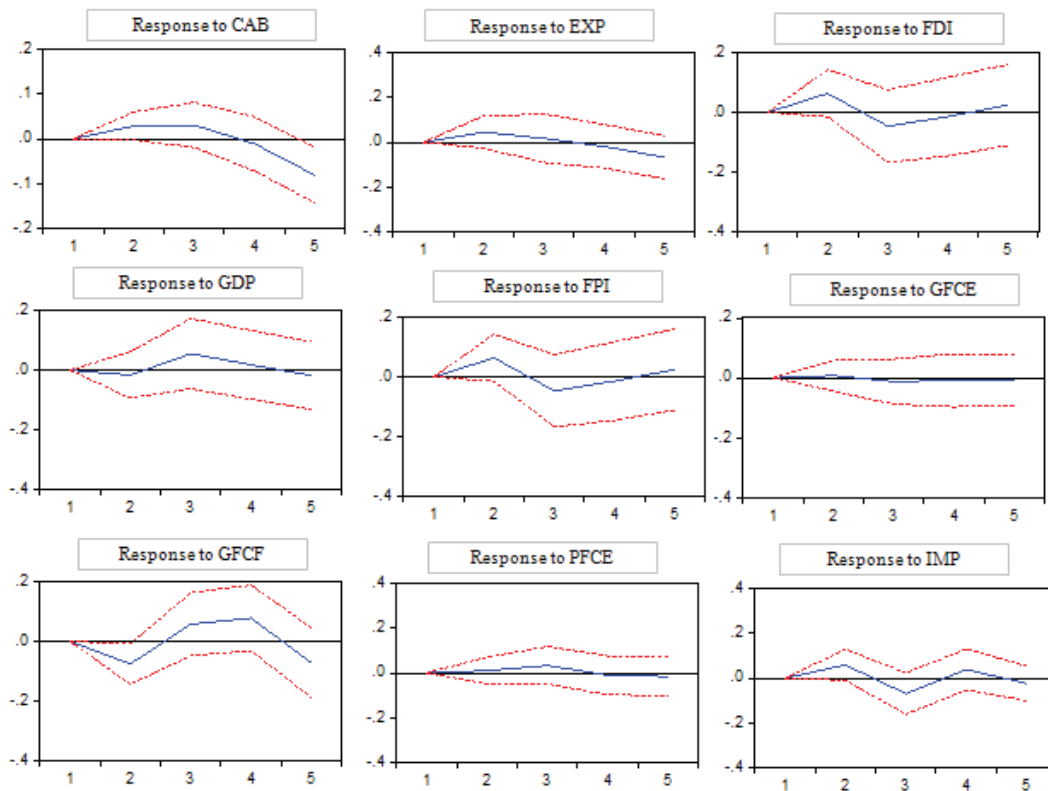 Response to CAB
.2
.1
.0
-.1
-.2
1 2 3 4 5
Response to EXP
.4
.2
.0
-.2
-.4
1 2 3 4 5
Response to FDI
.2
.0
-.2
-.4
1 2 3 4 5
Response to GDP
.2
.0
-.2
-.4
1 2 3 4 5
Response to FPI
.2
.0
-.2
-.4
1 2 3 4 5
Response to GFCE
.2
.0
-.2
-.4
1 2 3 4 5
Response to GFCF
.2
.0
-.2
-.4
1 2 3 4 5
Response to PFCE
.4
.2
.0
-.2
-.4
1 2 3 4 5
Response to IMP
.4
.2
.0
-.2
-.4
1 2 3 4 5